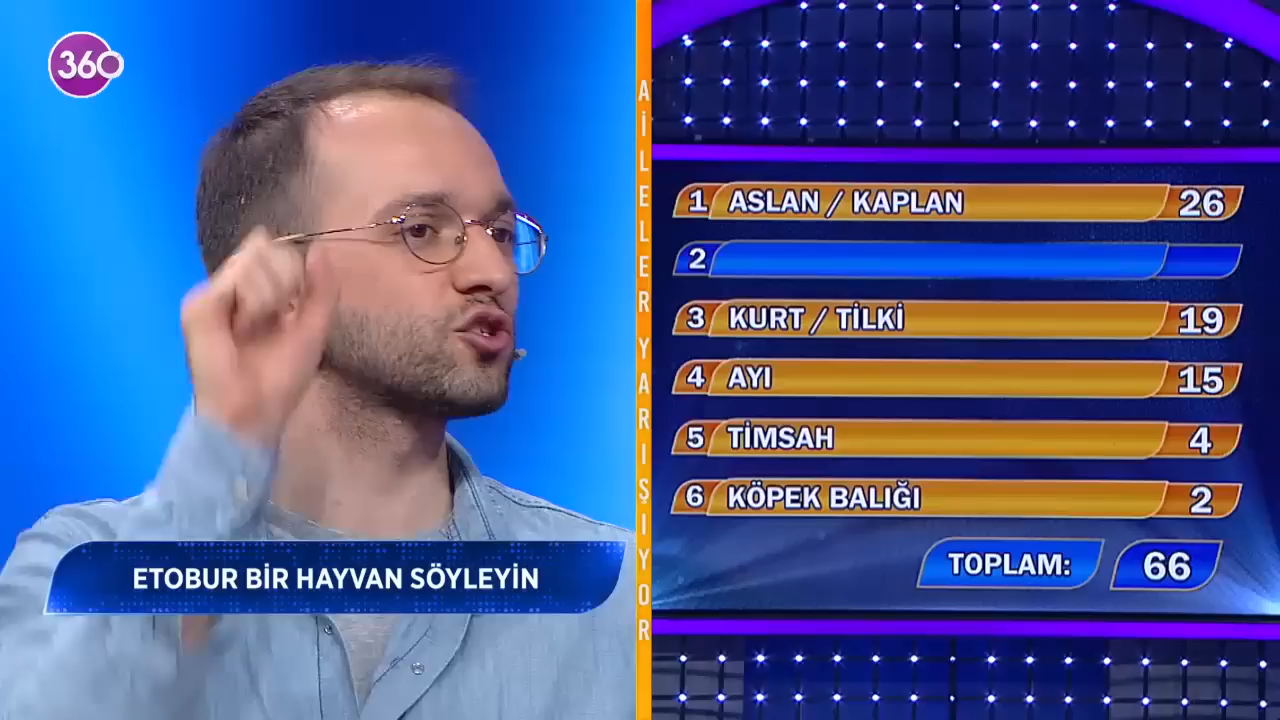 360
AİLELER YARIŞIYOR
1 ASLAN / KAPLAN 26
2
3 KURT / TİLKİ 19
4 AYI 15
5 TİMSAH 4
6 KÖPEK BALIĞI 2
TOPLAM: 66
ETOBUR BİR HAYVAN SÖYLEYİN